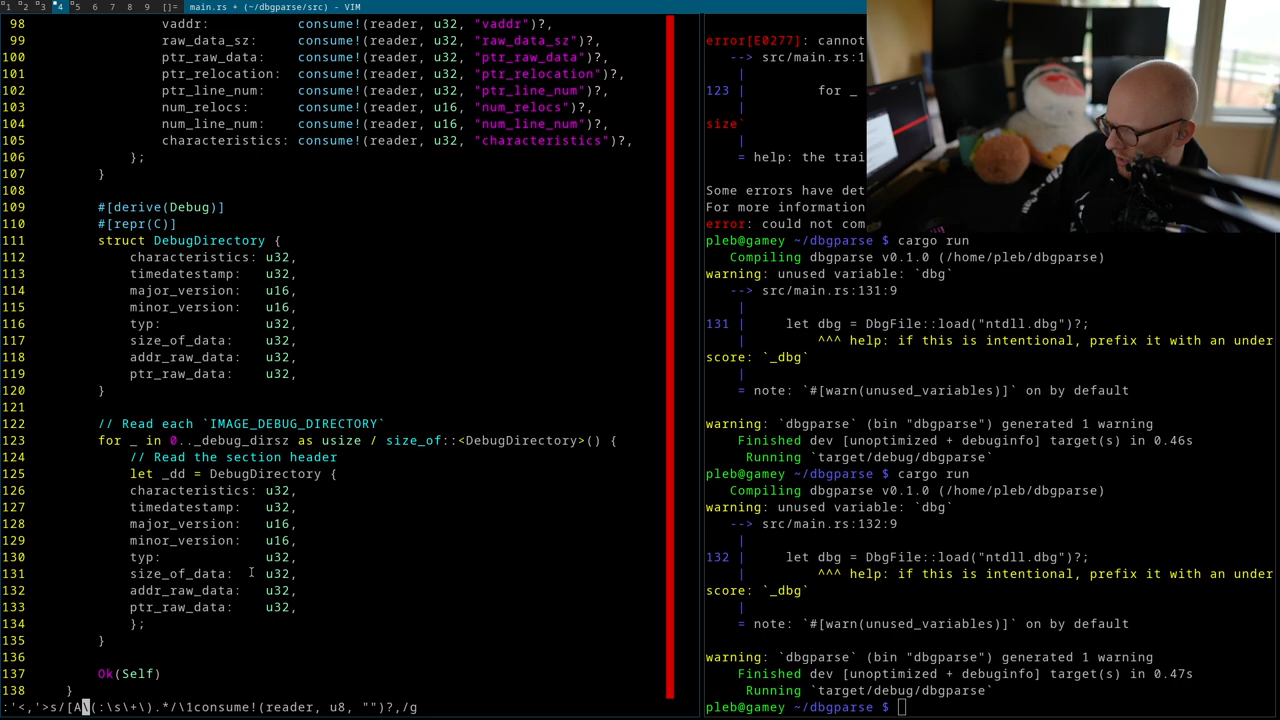 1 2 3 4 5 6 7 8 9 []= main.rs + (~/dbgparse/src) - VIM
98 vaddr: consume!(reader, u32, "vaddr")?,
99 raw_data_sz: consume!(reader, u32, "raw_data_sz")?,
100 ptr_raw_data: consume!(reader, u32, "ptr_raw_data")?,
101 ptr_relocation: consume!(reader, u32, "ptr_relocation")?,
102 ptr_line_num: consume!(reader, u32, "ptr_line_num")?,
103 num_relocs: consume!(reader, u16, "num_relocs")?,
104 num_line_num: consume!(reader, u16, "num_line_num")?,
105 characteristics: consume!(reader, u32, "characteristics")?,
106 };
107 }
108
109 #[derive(Debug)]
110 #[repr(C)]
111 struct DebugDirectory {
112 characteristics: u32,
113 timedatestamp: u32,
114 major_version: u16,
115 minor_version: u16,
116 typ: u32,
117 size_of_data: u32,
118 addr_raw_data: u32,
119 ptr_raw_data: u32,
120 }
121
122 // Read each `IMAGE_DEBUG_DIRECTORY`
123 for _ in 0.._debug_dirsz as usize / size_of::<DebugDirectory>() {
124 // Read the section header
125 let _dd = DebugDirectory {
126 characteristics: u32,
127 timedatestamp: u32,
128 major_version: u16,
129 minor_version: u16,
130 typ: u32,
131 size_of_data: u32,
132 addr_raw_data: u32,
133 ptr_raw_data: u32,
134 };
135 }
136
137 Ok(Self)
138 }
:'<,'>s/[A\(:\s\+\).*/\1consume!(reader, u8, "")?,/g
error[E0277]: cannot
--> src/main.rs:1
|
123 | for _
|
size`
= help: the trai
Some errors have det
For more information
error: could not com
pleb@gamey ~/dbgparse $ cargo run
Compiling dbgparse v0.1.0 (/home/pleb/dbgparse)
warning: unused variable: `dbg`
--> src/main.rs:131:9
|
131 | let dbg = DbgFile::load("ntdll.dbg")?;
| ^^^ help: if this is intentional, prefix it with an under
score: `_dbg`
|
= note: `#[warn(unused_variables)]` on by default
warning: `dbgparse` (bin "dbgparse") generated 1 warning
Finished dev [unoptimized + debuginfo] target(s) in 0.46s
Running `target/debug/dbgparse`
pleb@gamey ~/dbgparse $ cargo run
Compiling dbgparse v0.1.0 (/home/pleb/dbgparse)
warning: unused variable: `dbg`
--> src/main.rs:132:9
|
132 | let dbg = DbgFile::load("ntdll.dbg")?;
| ^^^ help: if this is intentional, prefix it with an under
score: `_dbg`
|
= note: `#[warn(unused_variables)]` on by default
warning: `dbgparse` (bin "dbgparse") generated 1 warning
Finished dev [unoptimized + debuginfo] target(s) in 0.47s
Running `target/debug/dbgparse`
pleb@gamey ~/dbgparse $